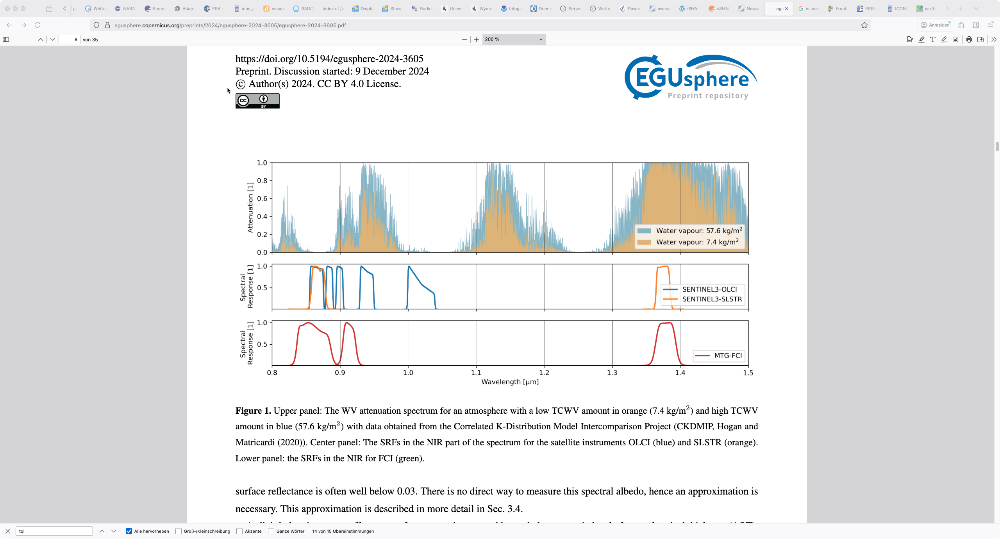 f /c
Wette
NASA
Eumet
Adapt
ESA -
icon_c
escap
RADO
Index of /w
Displa
Show
Radio
Univer
Wyom
Integr
Donné
Server
Wette
Power
nwcsa
iSHAI
sSHAI
Nowc
egu
is icon
Fronti
ESSL-
ICON
earth
egusphere.copernicus.org/preprints/2024/egusphere-2024-3605/egusphere-2024-3605.pdf
Anmelden
8 von 35
200 %
https://doi.org/10.5194/egusphere-2024-3605
Preprint. Discussion started: 9 December 2024
© Author(s) 2024. CC BY 4.0 License.
cc BY
EGUsphere
Preprint repository
1.0
0.8
0.6
0.4
0.2
0.0
Attenuation [1]
Water vapour: 57.6 kg/m²
Water vapour: 7.4 kg/m²
1.0
0.5
Spectral
Response [1]
SENTINEL3-OLCI
SENTINEL3-SLSTR
1.0
0.5
Spectral
Response [1]
MTG-FCI
0.8 0.9 1.0 1.1 1.2 1.3 1.4 1.5
Wavelength [µm]
Figure 1. Upper panel: The WV attenuation spectrum for an atmosphere with a low TCWV amount in orange (7.4 kg/m²) and high TCWV
amount in blue (57.6 kg/m²) with data obtained from the Correlated K-Distribution Model Intercomparison Project (CKDMIP, Hogan and
Matricardi (2020)). Center panel: The SRFs in the NIR part of the spectrum for the satellite instruments OLCI (blue) and SLSTR (orange).
Lower panel: the SRFs in the NIR for FCI (green).
surface reflectance is often well below 0.03. There is no direct way to measure this spectral albedo, hence an approximation is
necessary. This approximation is described in more detail in Sec. 3.4.
tqi
Alle hervorheben
Groß-/Kleinschreibung
Akzente
Ganze Wörter
14 von 15 Übereinstimmungen